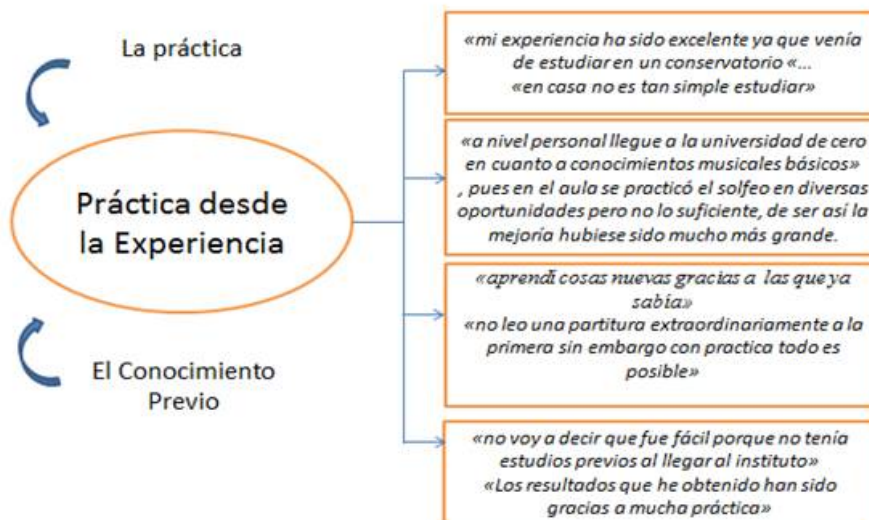 La práctica
Práctica desde
la Experiencia
El Conocimiento
Previo
«mi experiencia ha sido excelente ya que venía
de estudiar en un conservatorio «...
«en casa no es tan simple estudiar»
«a nivel personal llegue a la universidad de cero
en cuanto a conocimientos musicales básicos»
, pues en el aula se practicó el solfeo en diversas
oportunidades pero no lo suficiente, de ser así la
mejoría hubiese sido mucho más grande.
«aprendí cosas nuevas gracias a las que ya
sabía»
«no leo una partitura extraordinariamente a la
primera sin embargo con practica todo es
posible»
«no voy a decir que fue fácil porque no tenía
estudios previos al llegar al instituto»
«Los resultados que he obtenido han sido
gracias a mucha práctica»